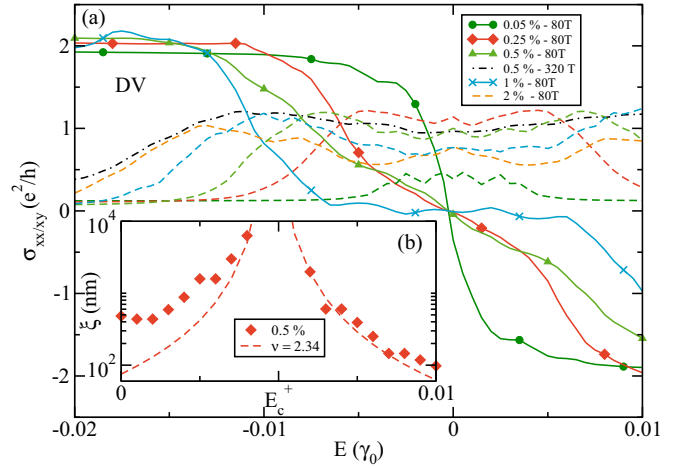 (a)
DV
0.05 % - 80T
0.25 % - 80T
0.5 % - 80T
0.5 % - 320 T
1 % - 80T
2 % - 80T
σxx/xy (e²/h)
2
1
0
-1
-2
-0.02
-0.01
0
0.01
E (γ₀)
(b)
ξ (nm)
10⁴
10²
0.5 %
ν = 2.34
0
E_c⁺
0.01